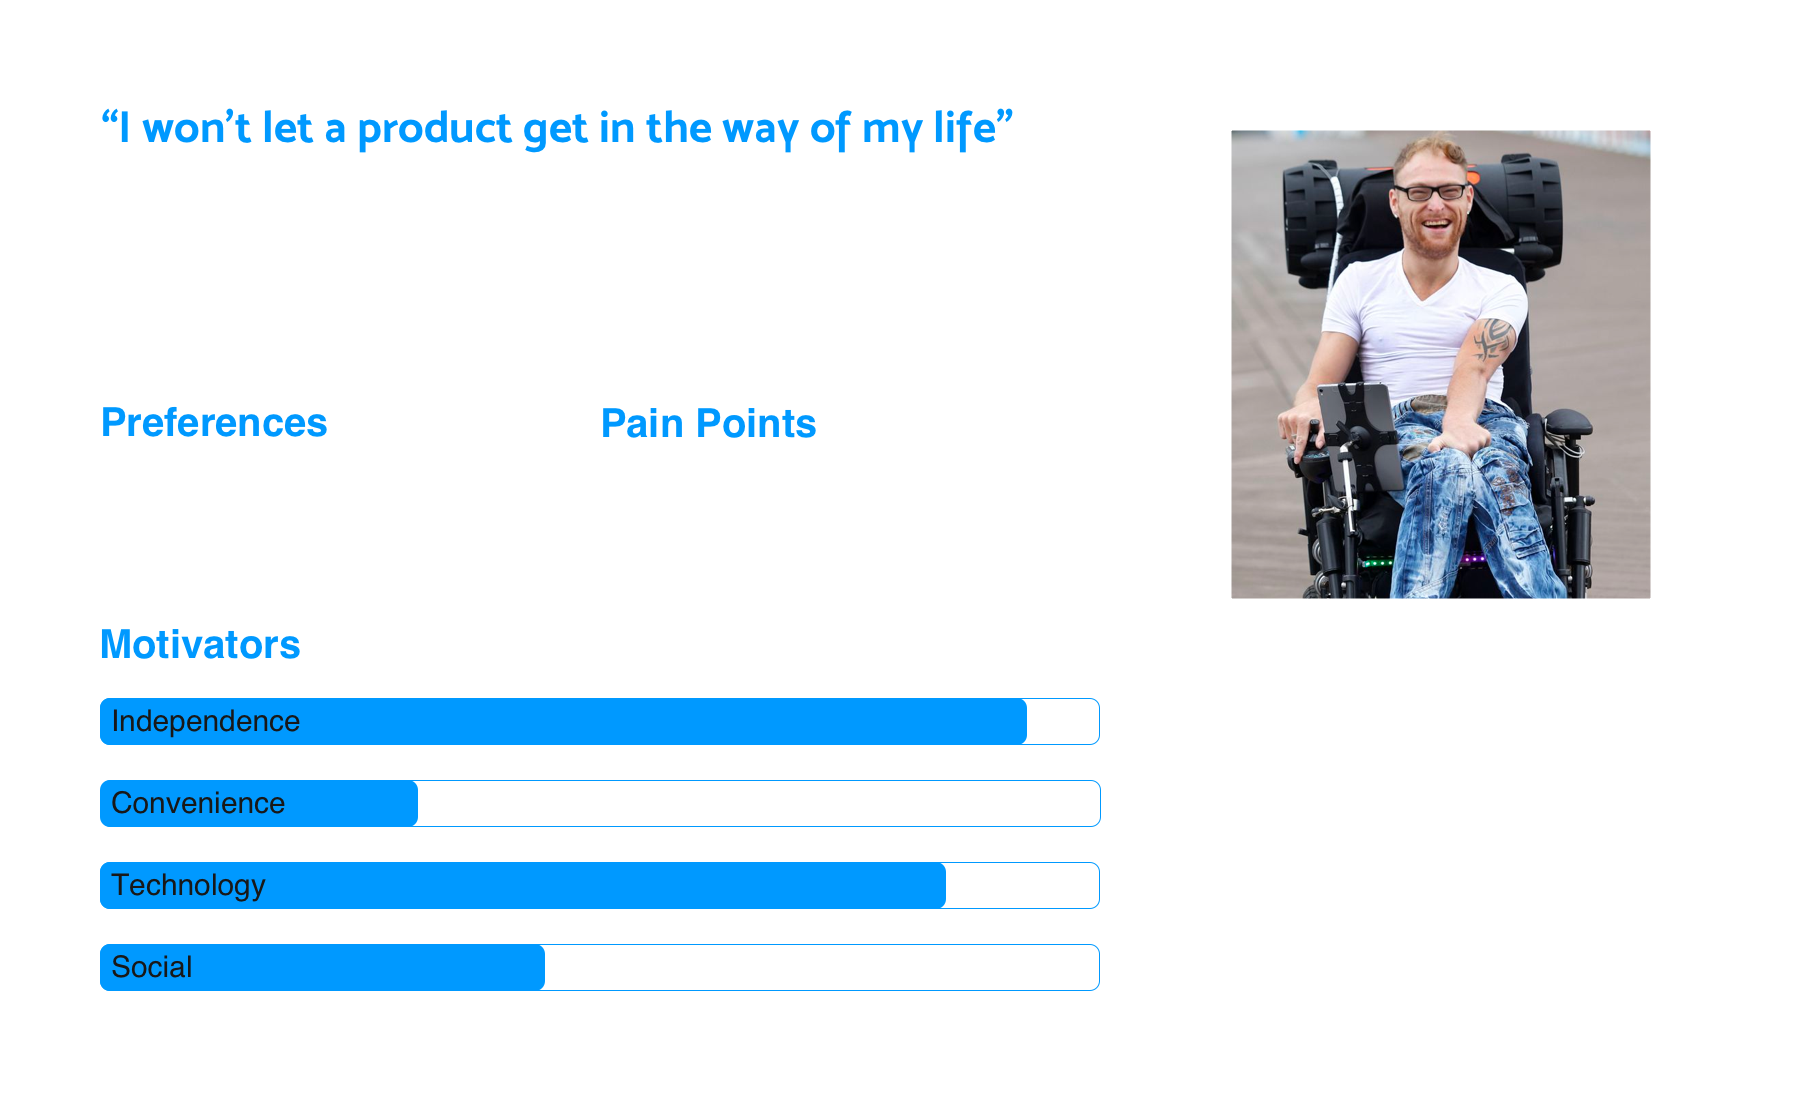 “I won’t let a product get in the way of my life”
Preferences
Pain Points
Motivators
Independence
Convenience
Technology
Social